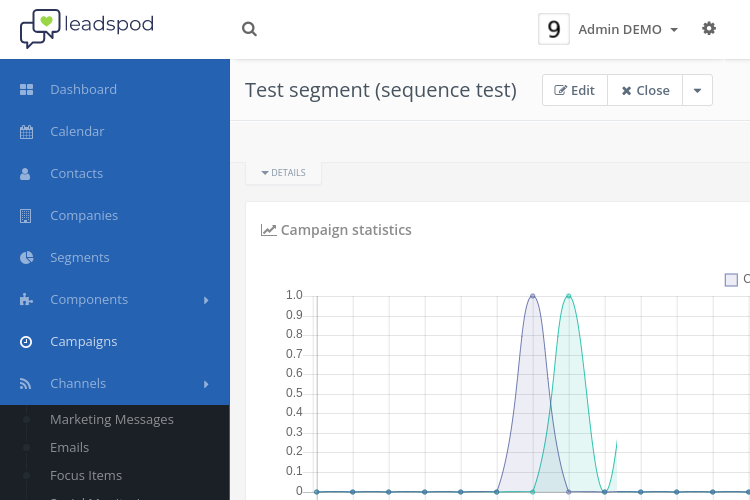 leadspod
9
Admin DEMO
Test segment (sequence test)
Edit
Close
Dashboard
Calendar
Contacts
Companies
Segments
Components
Campaigns
Channels
Marketing Messages
Emails
Focus Items
DETAILS
Campaign statistics
1.0
0.9
0.8
0.7
0.6
0.5
0.4
0.3
0.2
0.1
0